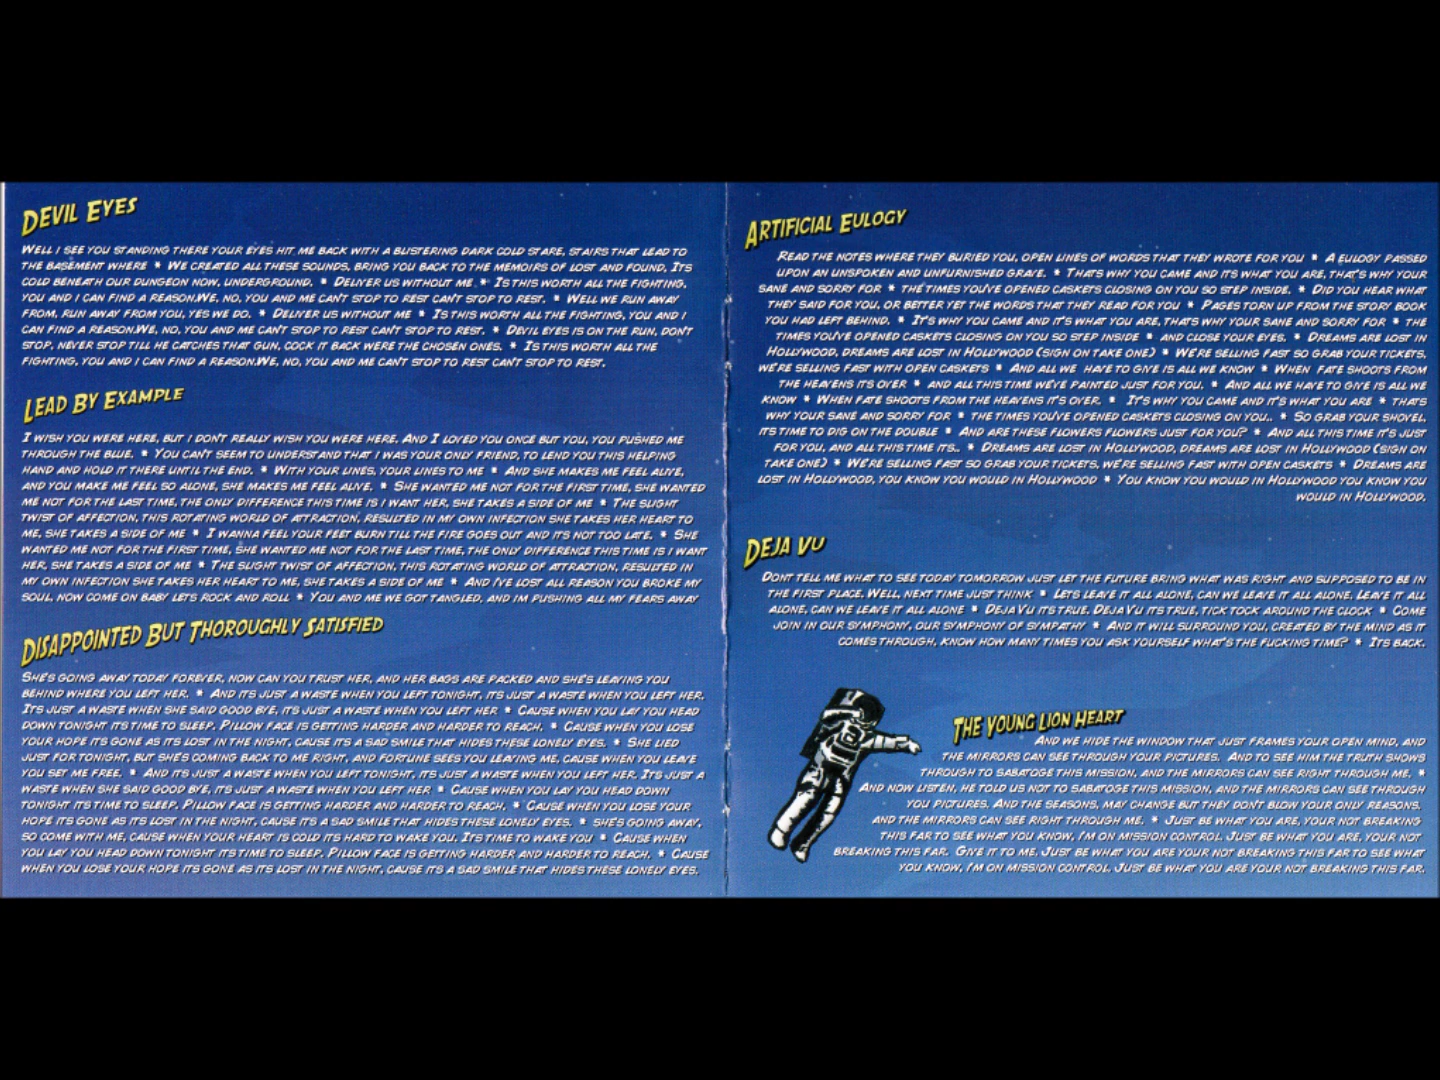 DEVIL EYES
WELL I SEE YOU STANDING THERE YOUR EYES HIT ME BACK WITH A BLISTERING DARK COLD STARE, STAIRS THAT LEAD TO
THE BASEMENT WHERE * WE CREATED ALL THESE SOUNDS, BRING YOU BACK TO THE MEMOIRS OF LOST AND FOUND, ITS
COLD BENEATH OUR DUNGEON NOW, UNDERGROUND. * DELIVER US WITHOUT ME * IS THIS WORTH ALL THE FIGHTING,
YOU AND I CAN FIND A REASON.WE, NO, YOU AND ME CAN'T STOP TO REST CAN'T STOP TO REST. * WELL WE RUN AWAY
FROM, RUN AWAY FROM YOU, YES WE DO. * DELIVER US WITHOUT ME * IS THIS WORTH ALL THE FIGHTING, YOU AND I
CAN FIND A REASON.WE, NO, YOU AND ME CAN'T STOP TO REST CAN'T STOP TO REST. * DEVIL EYES IS ON THE RUN, DON'T
STOP, NEVER STOP TILL HE CATCHES THAT GUN, COCK IT BACK WERE THE CHOSEN ONES. * IS THIS WORTH ALL THE
FIGHTING, YOU AND I CAN FIND A REASON.WE, NO, YOU AND ME CAN'T STOP TO REST CAN'T STOP TO REST.
LEAD BY EXAMPLE
I WISH YOU WERE HERE, BUT I DON'T REALLY WISH YOU WERE HERE, AND I LOVED YOU ONCE BUT YOU, YOU PUSHED ME
THROUGH THE BLUE. * YOU CAN'T SEEM TO UNDERSTAND THAT I WAS YOUR ONLY FRIEND, TO LEND YOU THIS HELPING
HAND AND HOLD IT THERE UNTIL THE END. * WITH YOUR LINES, YOUR LINES TO ME * AND SHE MAKES ME FEEL ALIVE,
AND YOU MAKE ME FEEL SO ALONE, SHE MAKES ME FEEL ALIVE. * SHE WANTED ME NOT FOR THE FIRST TIME, SHE WANTED
ME NOT FOR THE LAST TIME, THE ONLY DIFFERENCE THIS TIME IS I WANT HER, SHE TAKES A SIDE OF ME * THE SLIGHT
TWIST OF AFFECTION, THIS ROTATING WORLD OF ATTRACTION, RESULTED IN MY OWN INFECTION SHE TAKES HER HEART TO
ME, SHE TAKES A SIDE OF ME * I WANNA FEEL YOUR FEET BURN TILL THE FIRE GOES OUT AND IT'S NOT TOO LATE. * SHE
WANTED ME NOT FOR THE FIRST TIME, SHE WANTED ME NOT FOR THE LAST TIME, THE ONLY DIFFERENCE THIS TIME IS I WANT
HER, SHE TAKES A SIDE OF ME * THE SLIGHT TWIST OF AFFECTION, THIS ROTATING WORLD OF ATTRACTION, RESULTED IN
MY OWN INFECTION SHE TAKES HER HEART TO ME, SHE TAKES A SIDE OF ME * AND I'VE LOST ALL REASON YOU BROKE MY
SOUL, NOW COME ON BABY LETS ROCK AND ROLL * YOU AND ME WE GOT TANGLED, AND IM PUSHING ALL MY FEARS AWAY
DISAPPOINTED BUT THOROUGHLY SATISFIED
SHE'S GOING AWAY TODAY FOREVER, NOW CAN YOU TRUST HER, AND HER BAGS ARE PACKED AND SHE'S LEAVING YOU
BEHIND WHERE YOU LEFT HER. * AND ITS JUST A WASTE WHEN YOU LEFT TONIGHT, IT'S JUST A WASTE WHEN YOU LEFT HER.
ITS JUST A WASTE WHEN SHE SAID GOOD BYE, IT'S JUST A WASTE WHEN YOU LEFT HER * CAUSE WHEN YOU LAY YOU HEAD
DOWN TONIGHT IT'S TIME TO SLEEP. PILLOW FACE IS GETTING HARDER AND HARDER TO REACH. * CAUSE WHEN YOU LOSE
YOUR HOPE IT'S GONE AS IT'S LOST IN THE NIGHT, CAUSE IT'S A SAD SMILE THAT HIDES THESE LONELY EYES. * SHE LIED
JUST FOR TONIGHT, BUT SHE'S COMING BACK TO ME RIGHT, AND FORTUNE SEES YOU LEAVING ME, CAUSE WHEN YOU LEAVE
YOU SET ME FREE. * AND IT'S JUST A WASTE WHEN YOU LEFT TONIGHT, IT'S JUST A WASTE WHEN YOU LEFT HER. IT'S JUST A
WASTE WHEN SHE SAID GOOD BYE, IT'S JUST A WASTE WHEN YOU LEFT HER * CAUSE WHEN YOU LAY YOU HEAD DOWN
TONIGHT IT'S TIME TO SLEEP. PILLOW FACE IS GETTING HARDER AND HARDER TO REACH. * CAUSE WHEN YOU LOSE YOUR
HOPE IT'S GONE AS IT'S LOST IN THE NIGHT, CAUSE IT'S A SAD SMILE THAT HIDES THESE LONELY EYES. * SHE'S GOING AWAY,
SO COME WITH ME, CAUSE WHEN YOUR HEART IS COLD IT'S HARD TO WAKE YOU. IT'S TIME TO WAKE YOU * CAUSE WHEN
YOU LAY YOU HEAD DOWN TONIGHT IT'S TIME TO SLEEP. PILLOW FACE IS GETTING HARDER AND HARDER TO REACH. * CAUSE
WHEN YOU LOSE YOUR HOPE IT'S GONE AS IT'S LOST IN THE NIGHT, CAUSE IT'S A SAD SMILE THAT HIDES THESE LONELY EYES.
ARTIFICIAL EULOGY
READ THE NOTES WHERE THEY BURIED YOU, OPEN LINES OF WORDS THAT THEY WROTE FOR YOU * A EULOGY PASSED
UPON AN UNSPOKEN AND UNFURNISHED GRAVE. * THATS WHY YOU CAME AND ITS WHAT YOU ARE, THAT'S WHY YOUR
SANE AND SORRY FOR * THE TIMES YOU'VE OPENED CASKETS CLOSING ON YOU SO STEP INSIDE. * DID YOU HEAR WHAT
THEY SAID FOR YOU, OR BETTER YET THE WORDS THAT THEY READ FOR YOU * PAGES TORN UP FROM THE STORY BOOK
YOU HAD LEFT BEHIND. * IT'S WHY YOU CAME AND IT'S WHAT YOU ARE, THATS WHY YOUR SANE AND SORRY FOR * THE
TIMES YOU'VE OPENED CASKETS CLOSING ON YOU SO STEP INSIDE * AND CLOSE YOUR EYES. * DREAMS ARE LOST IN
HOLLYWOOD, DREAMS ARE LOST IN HOLLYWOOD (SIGN ON TAKE ONE) * WE'RE SELLING FAST SO GRAB YOUR TICKETS,
WE'RE SELLING FAST WITH OPEN CASKETS * AND ALL WE HAVE TO GIVE IS ALL WE KNOW * WHEN FATE SHOOTS FROM
THE HEAVENS ITS OVER * AND ALL THIS TIME WE'VE PAINTED JUST FOR YOU. * AND ALL WE HAVE TO GIVE IS ALL WE
KNOW * WHEN FATE SHOOTS FROM THE HEAVENS IT'S OVER. * IT'S WHY YOU CAME AND IT'S WHAT YOU ARE * THATS
WHY YOUR SANE AND SORRY FOR * THE TIMES YOU'VE OPENED CASKETS CLOSING ON YOU.. * SO GRAB YOUR SHOVEL,
ITS TIME TO DIG ON THE DOUBLE * AND ARE THESE FLOWERS FLOWERS JUST FOR YOU? * AND ALL THIS TIME IT'S JUST
FOR YOU, AND ALL THIS TIME ITS.. * DREAMS ARE LOST IN HOLLYWOOD, DREAMS ARE LOST IN HOLLYWOOD (SIGN ON
TAKE ONE) * WE'RE SELLING FAST SO GRAB YOUR TICKETS, WE'RE SELLING FAST WITH OPEN CASKETS * DREAMS ARE
LOST IN HOLLYWOOD, YOU KNOW YOU WOULD IN HOLLYWOOD * YOU KNOW YOU WOULD IN HOLLYWOOD YOU KNOW YOU
WOULD IN HOLLYWOOD.
DEJA VU
DONT TELL ME WHAT TO SEE TODAY TOMORROW JUST LET THE FUTURE BRING WHAT WAS RIGHT AND SUPPOSED TO BE IN
THE FIRST PLACE. WELL, NEXT TIME JUST THINK * LETS LEAVE IT ALL ALONE, CAN WE LEAVE IT ALL ALONE, LEAVE IT ALL
ALONE, CAN WE LEAVE IT ALL ALONE * DEJA VU IT'S TRUE, DEJA VU IT'S TRUE, TICK TOCK AROUND THE CLOCK * COME
JOIN IN OUR SYMPHONY, OUR SYMPHONY OF SYMPATHY * AND IT WILL SURROUND YOU, CREATED BY THE MIND AS IT
COMES THROUGH, KNOW HOW MANY TIMES YOU ASK YOURSELF WHAT'S THE FUCKING TIME? * ITS BACK.
THE YOUNG LION HEART
AND WE HIDE THE WINDOW THAT JUST FRAMES YOUR OPEN MIND, AND
THE MIRRORS CAN SEE THROUGH YOUR PICTURES. AND TO SEE HIM THE TRUTH SHOWS
THROUGH TO SABATOGE THIS MISSION, AND THE MIRRORS CAN SEE RIGHT THROUGH ME. *
AND NOW LISTEN, HE TOLD US NOT TO SABATOGE THIS MISSION, AND THE MIRRORS CAN SEE THROUGH
YOU PICTURES. AND THE SEASONS, MAY CHANGE BUT THEY DON'T BLOW YOUR ONLY REASONS.
AND THE MIRRORS CAN SEE RIGHT THROUGH ME. * JUST BE WHAT YOU ARE, YOUR NOT BREAKING
THIS FAR TO SEE WHAT YOU KNOW, I'M ON MISSION CONTROL. JUST BE WHAT YOU ARE, YOUR NOT
BREAKING THIS FAR. GIVE IT TO ME, JUST BE WHAT YOU ARE YOUR NOT BREAKING THIS FAR TO SEE WHAT
YOU KNOW, I'M ON MISSION CONTROL. JUST BE WHAT YOU ARE YOUR NOT BREAKING THIS FAR.